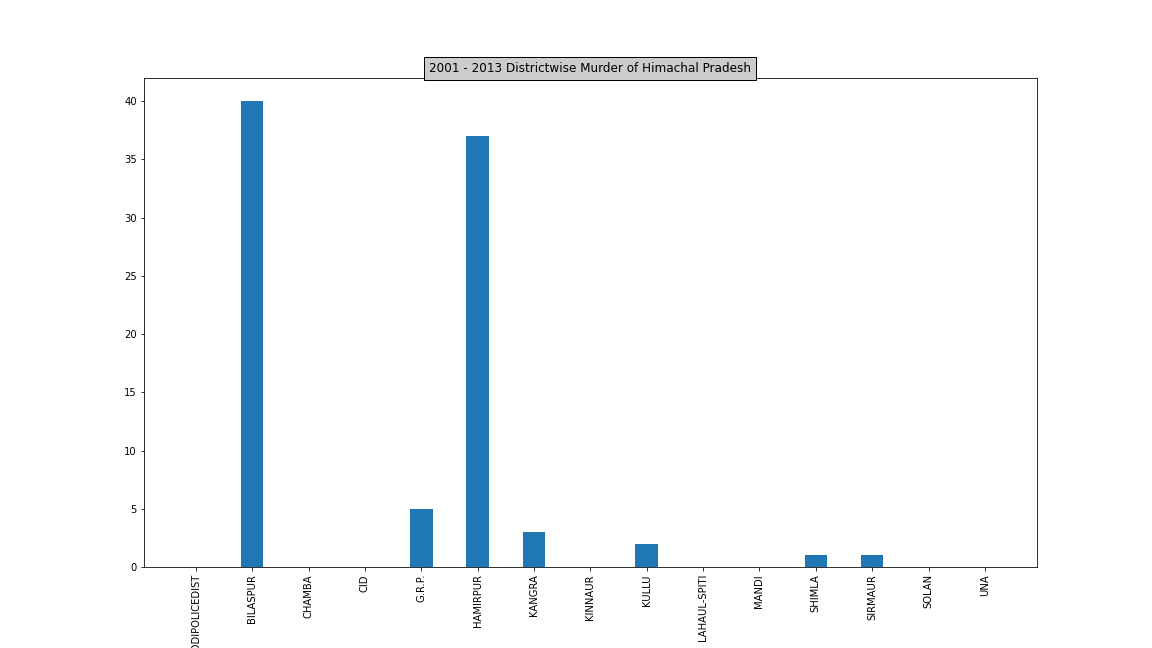 2001 - 2013 Districtwise Murder of Himachal Pradesh
40
35
30
25
20
15
10
5
0
BILASPUR
CHAMBA
CID
G.R.P.
HAMIRPUR
KANGRA
KINNAUR
KULLU
LAHAUL-SPITI
MANDI
SHIMLA
SIRMAUR
SOLAN
UNA